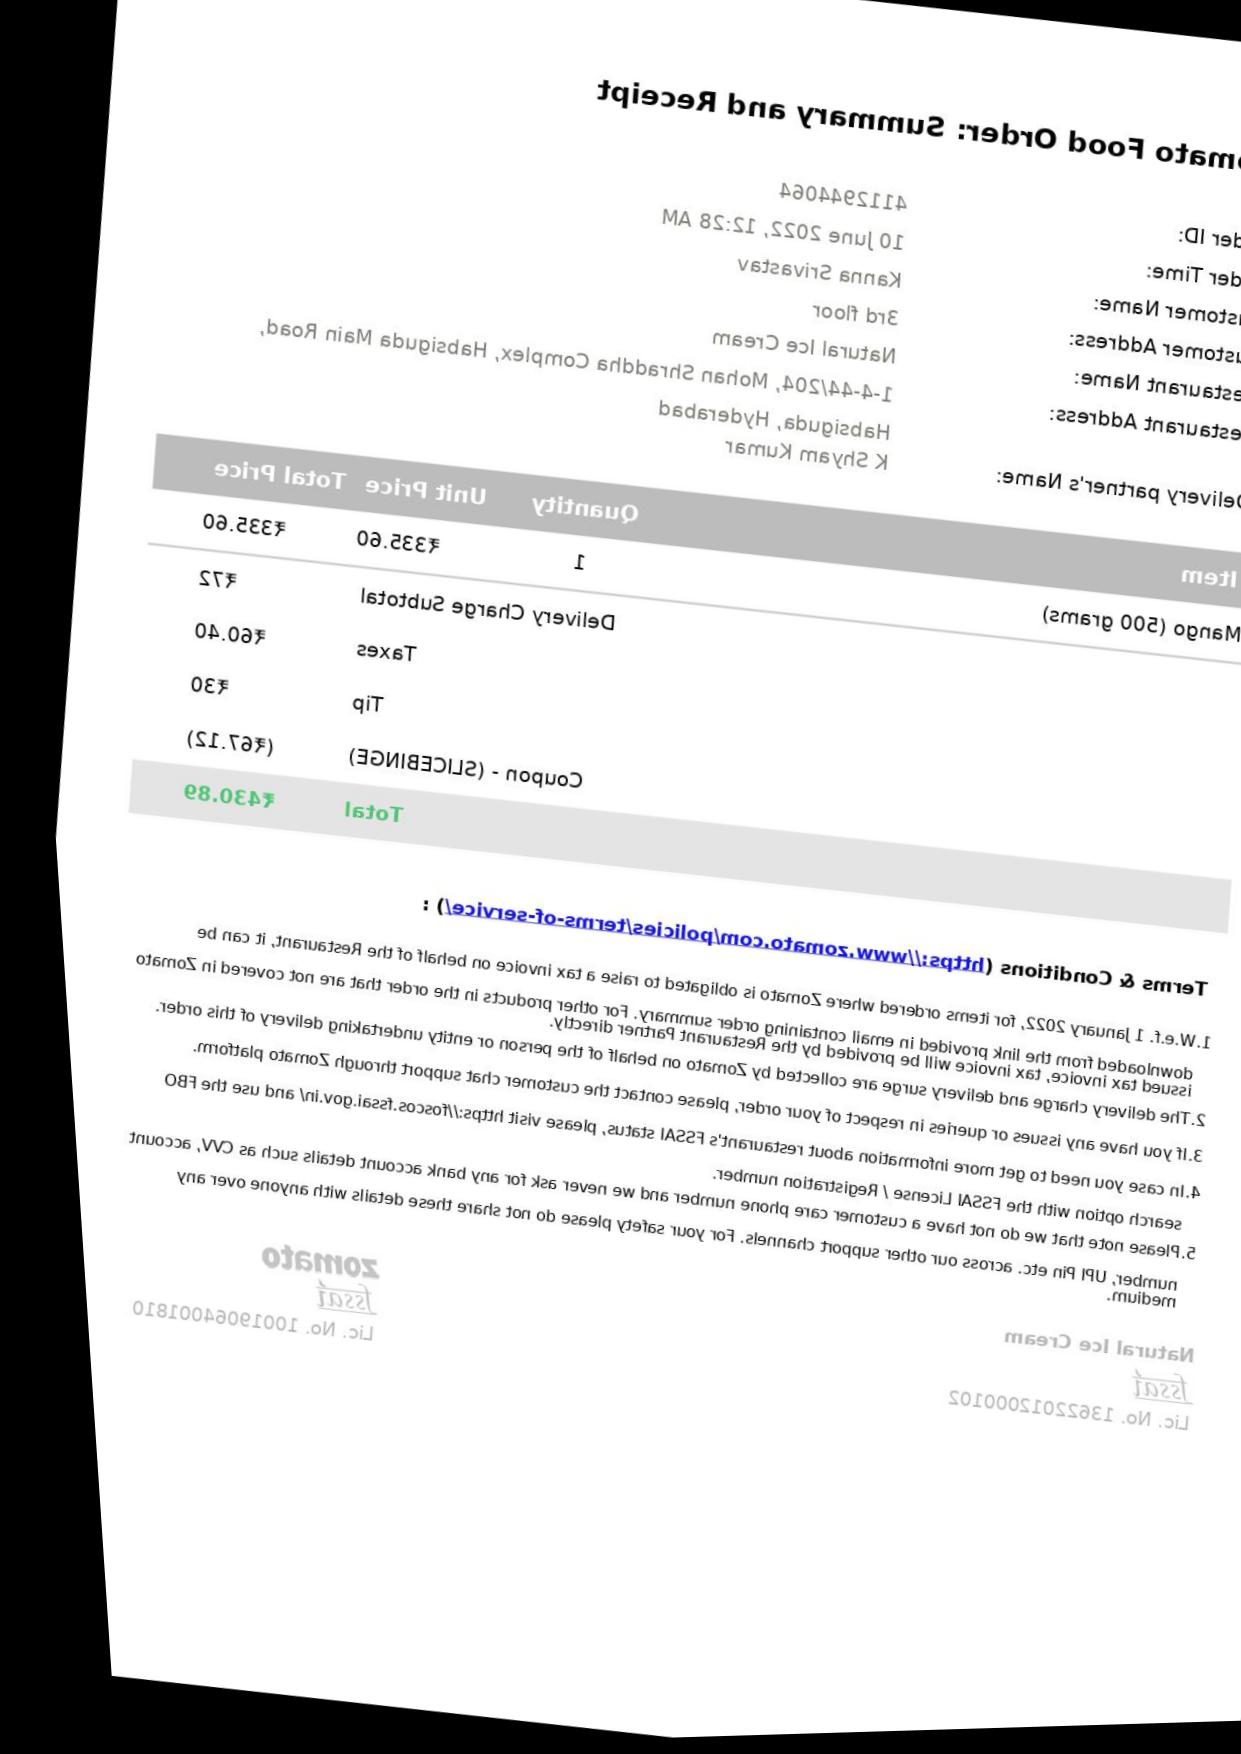 omato Food Order: Summary and Receipt
der ID: 4112944064
der Time: 10 June 2022, 12:28 AM
ustomer Name: Kanna Srivastav
ustomer Address: 3rd floor
estaurant Name: Natural Ice Cream
estaurant Address: 1-4-44/204, Mohan Shraddha Complex, Habsiguda Main Road,
Habsiguda, Hyderabad
Delivery partner's Name: K Shyam Kumar
Item Quantity Unit Price Total Price
Mango (500 grams) 1 ₹335.60 ₹335.60
Delivery Charge Subtotal ₹72
Taxes ₹60.40
Tip ₹30
Coupon - (SLICEBINGE) (₹67.12)
Total ₹430.89
Terms & Conditions (https://www.zomato.com/policies/terms-of-service/) :
1.W.e.f. 1 January 2022, for items ordered where Zomato is obligated to raise a tax invoice on behalf of the Restaurant, it can be
downloaded from the link provided in email containing order summary. For other products in the order that are not covered in Zomato
issued tax invoice, tax invoice will be provided by the Restaurant Partner directly.
2.The delivery charge and delivery surge are collected by Zomato on behalf of the person or entity undertaking delivery of this order.
3.If you have any issues or queries in respect of your order, please contact the customer chat support through Zomato platform.
4.In case you need to get more information about restaurant's FSSAI status, please visit https://foscos.fssai.gov.in/ and use the FBO
search option with the FSSAI License / Registration number.
5.Please note that we do not have a customer care phone number and we never ask for any bank account details such as CVV, account
number, UPI Pin etc. across our other support channels. For your safety please do not share these details with anyone over any
medium.
Natural Ice Cream
fssai
Lic. No. 13622012000102
zomato
fssai
Lic. No. 10019064001810